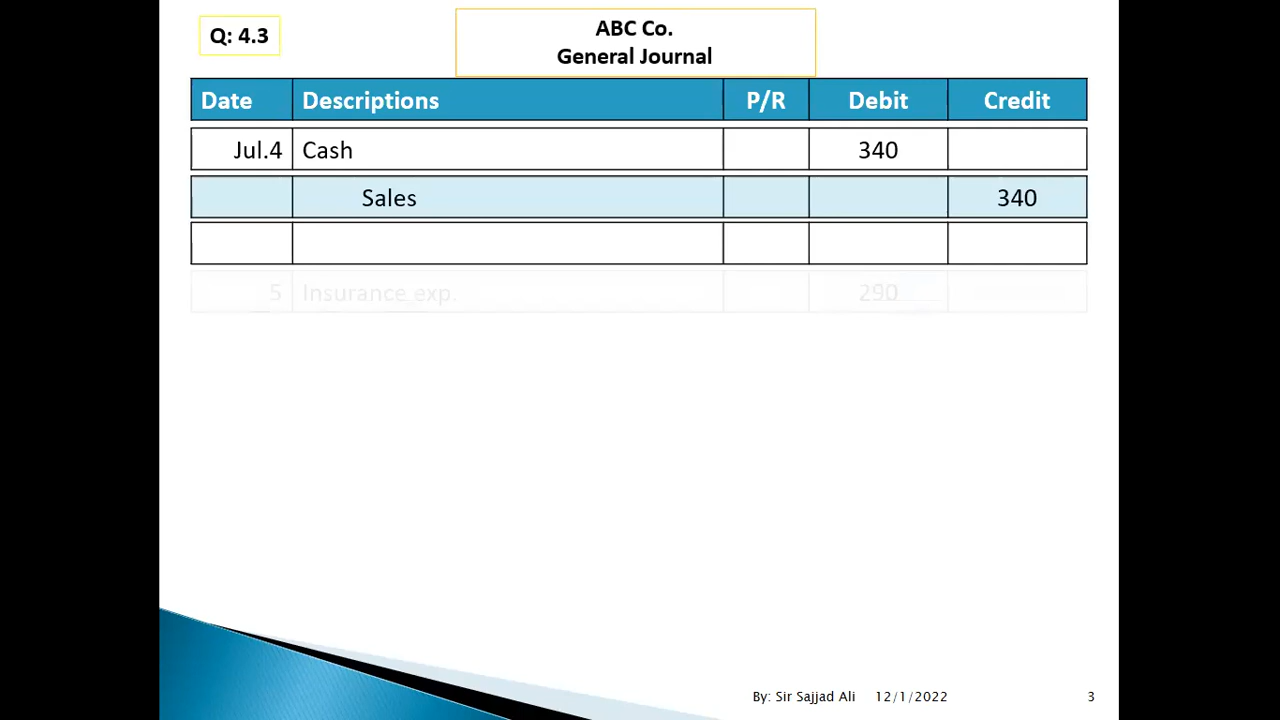 Q: 4.3
ABC Co.
General Journal
Date Descriptions P/R Debit Credit
Jul.4 Cash 340
Sales 340
5 Insurance exp. 290
By: Sir Sajjad Ali 12/1/2022 3